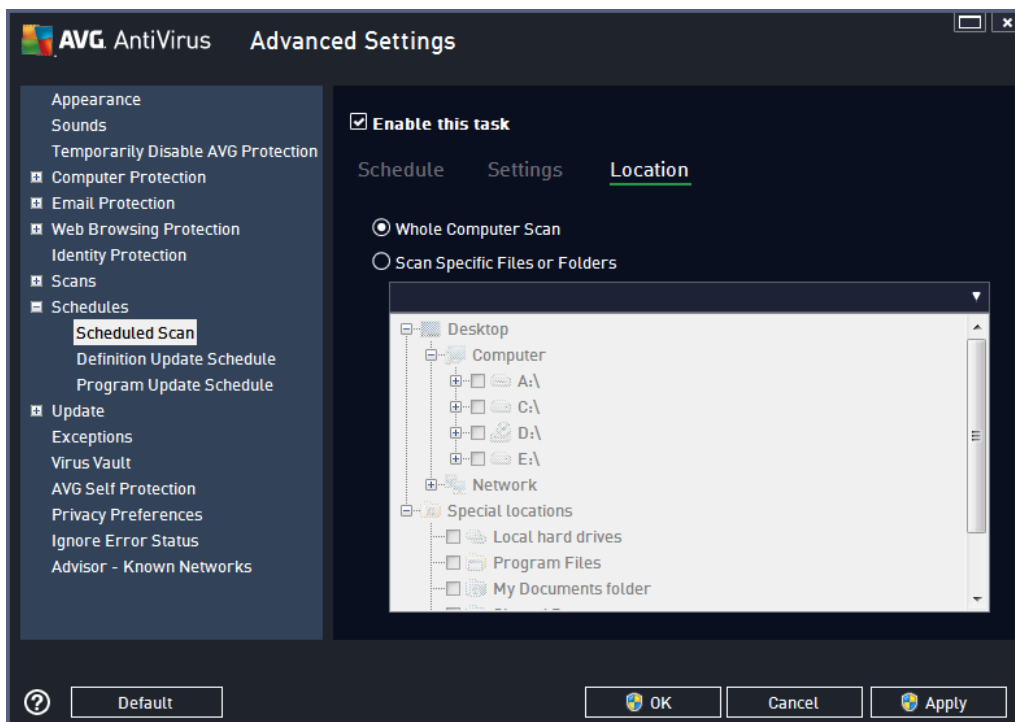 AVG. AntiVirus Advanced Settings
Appearance
Sounds
Temporarily Disable AVG Protection
Computer Protection
Email Protection
Web Browsing Protection
Identity Protection
Scans
Schedules
Scheduled Scan
Definition Update Schedule
Program Update Schedule
Update
Exceptions
Virus Vault
AVG Self Protection
Privacy Preferences
Ignore Error Status
Advisor - Known Networks
Enable this task
Schedule Settings Location
Whole Computer Scan
Scan Specific Files or Folders
Desktop
Computer
A:\
C:\
D:\
E:\
Network
Special locations
Local hard drives
Program Files
My Documents folder
Default OK Cancel Apply